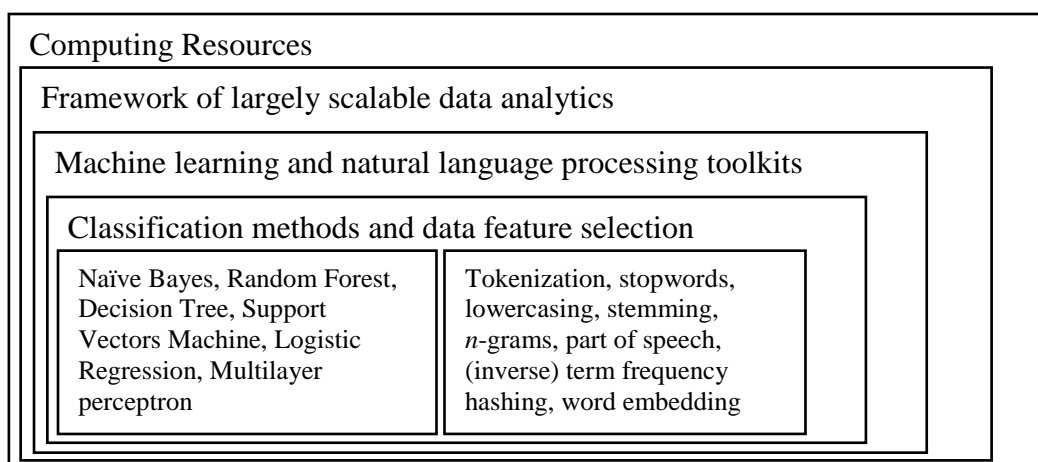 Computing Resources
Framework of largely scalable data analytics
Machine learning and natural language processing toolkits
Classification methods and data feature selection
Naïve Bayes, Random Forest,
Decision Tree, Support
Vectors Machine, Logistic
Regression, Multilayer
perceptron
Tokenization, stopwords,
lowercasing, stemming,
n-grams, part of speech,
(inverse) term frequency
hashing, word embedding